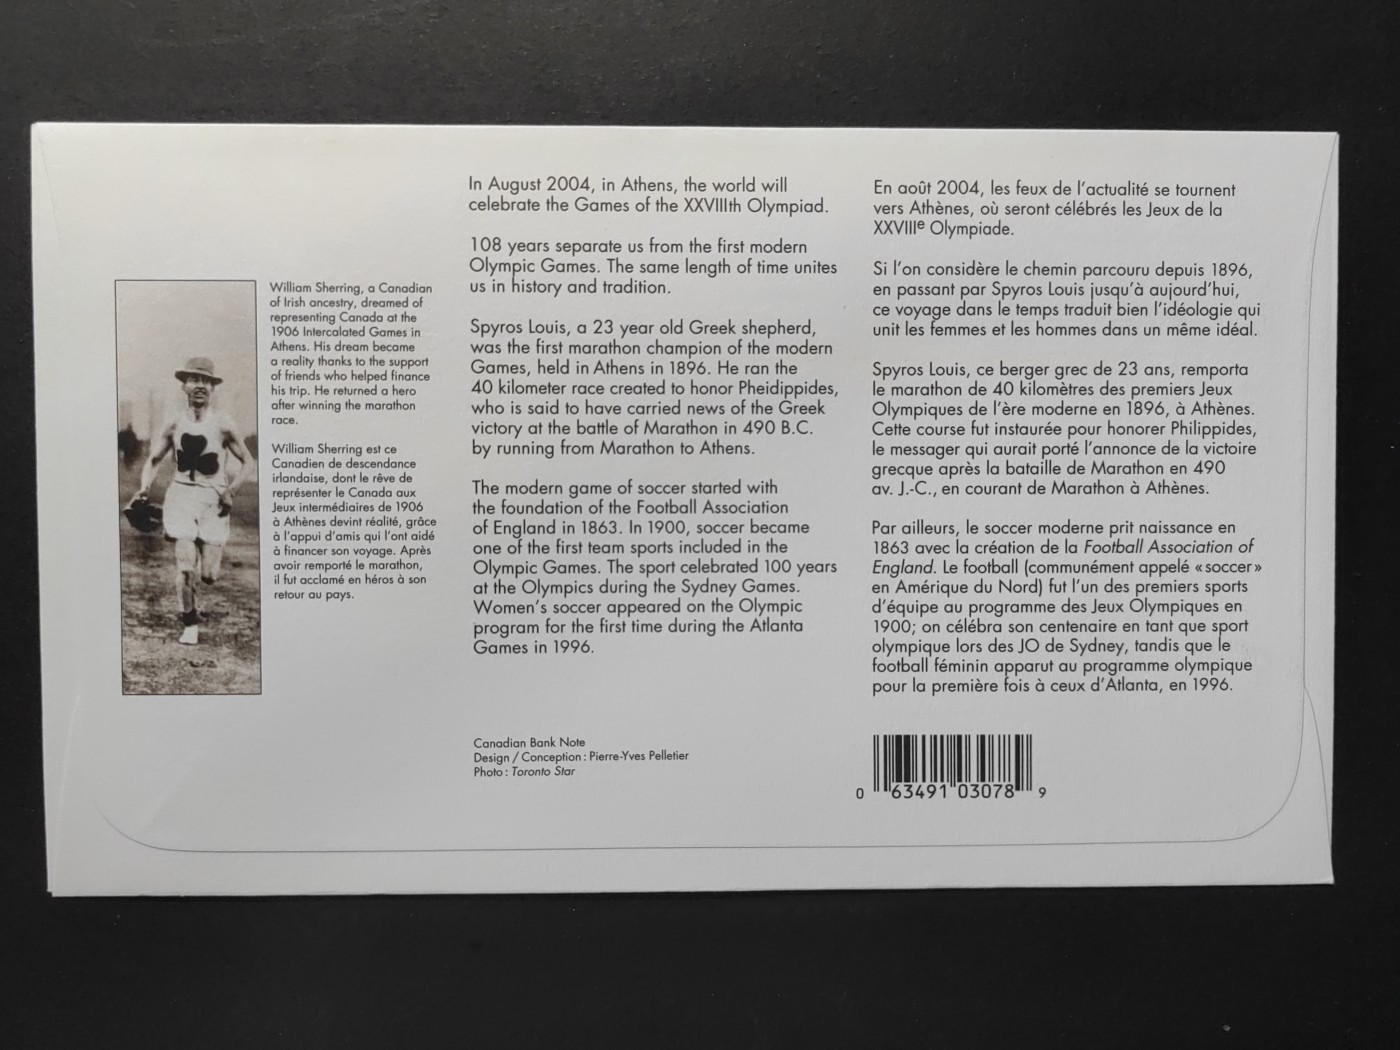 William Sherring, a Canadian
of Irish ancestry, dreamed of
representing Canada at the
1906 Intercalated Games in
Athens. His dream became
a reality thanks to the support
of friends who helped finance
his trip. He returned a hero
after winning the marathon
race.
William Sherring est ce
Canadien de descendance
irlandaise, dont le rêve de
représenter le Canada aux
Jeux intermédiaires de 1906
à Athènes devint réalité, grâce
à l'appui d'amis qui l'ont aidé
à financer son voyage. Après
avoir remporté le marathon,
il fut acclamé en héros à son
retour au pays.
In August 2004, in Athens, the world will
celebrate the Games of the XXVIIIth Olympiad.
108 years separate us from the first modern
Olympic Games. The same length of time unites
us in history and tradition.
Spyros Louis, a 23 year old Greek shepherd,
was the first marathon champion of the modern
Games, held in Athens in 1896. He ran the
40 kilometer race created to honor Pheidippides,
who is said to have carried news of the Greek
victory at the battle of Marathon in 490 B.C.
by running from Marathon to Athens.
The modern game of soccer started with
the foundation of the Football Association
of England in 1863. In 1900, soccer became
one of the first team sports included in the
Olympic Games. The sport celebrated 100 years
at the Olympics during the Sydney Games.
Women's soccer appeared on the Olympic
program for the first time during the Atlanta
Games in 1996.
Canadian Bank Note
Design / Conception : Pierre-Yves Pelletier
Photo : Toronto Star
En août 2004, les feux de l'actualité se tournent
vers Athènes, où seront célébrés les Jeux de la
XXVIIIe Olympiade.
Si l'on considère le chemin parcouru depuis 1896,
en passant par Spyros Louis jusqu'à aujourd'hui,
ce voyage dans le temps traduit bien l'idéologie qui
unit les femmes et les hommes dans un même idéal.
Spyros Louis, ce berger grec de 23 ans, remporta
le marathon de 40 kilomètres des premiers Jeux
Olympiques de l'ère moderne en 1896, à Athènes.
Cette course fut instaurée pour honorer Philippides,
le messager qui aurait porté l'annonce de la victoire
grecque après la bataille de Marathon en 490
av. J.-C., en courant de Marathon à Athènes.
Par ailleurs, le soccer moderne prit naissance en
1863 avec la création de la Football Association of
England. Le football (communément appelé « soccer »
en Amérique du Nord) fut l'un des premiers sports
d'équipe au programme des Jeux Olympiques en
1900; on célébra son centenaire en tant que sport
olympique lors des JO de Sydney, tandis que le
football féminin apparut au programme olympique
pour la première fois à ceux d'Atlanta, en 1996.
0 63491 03078 9